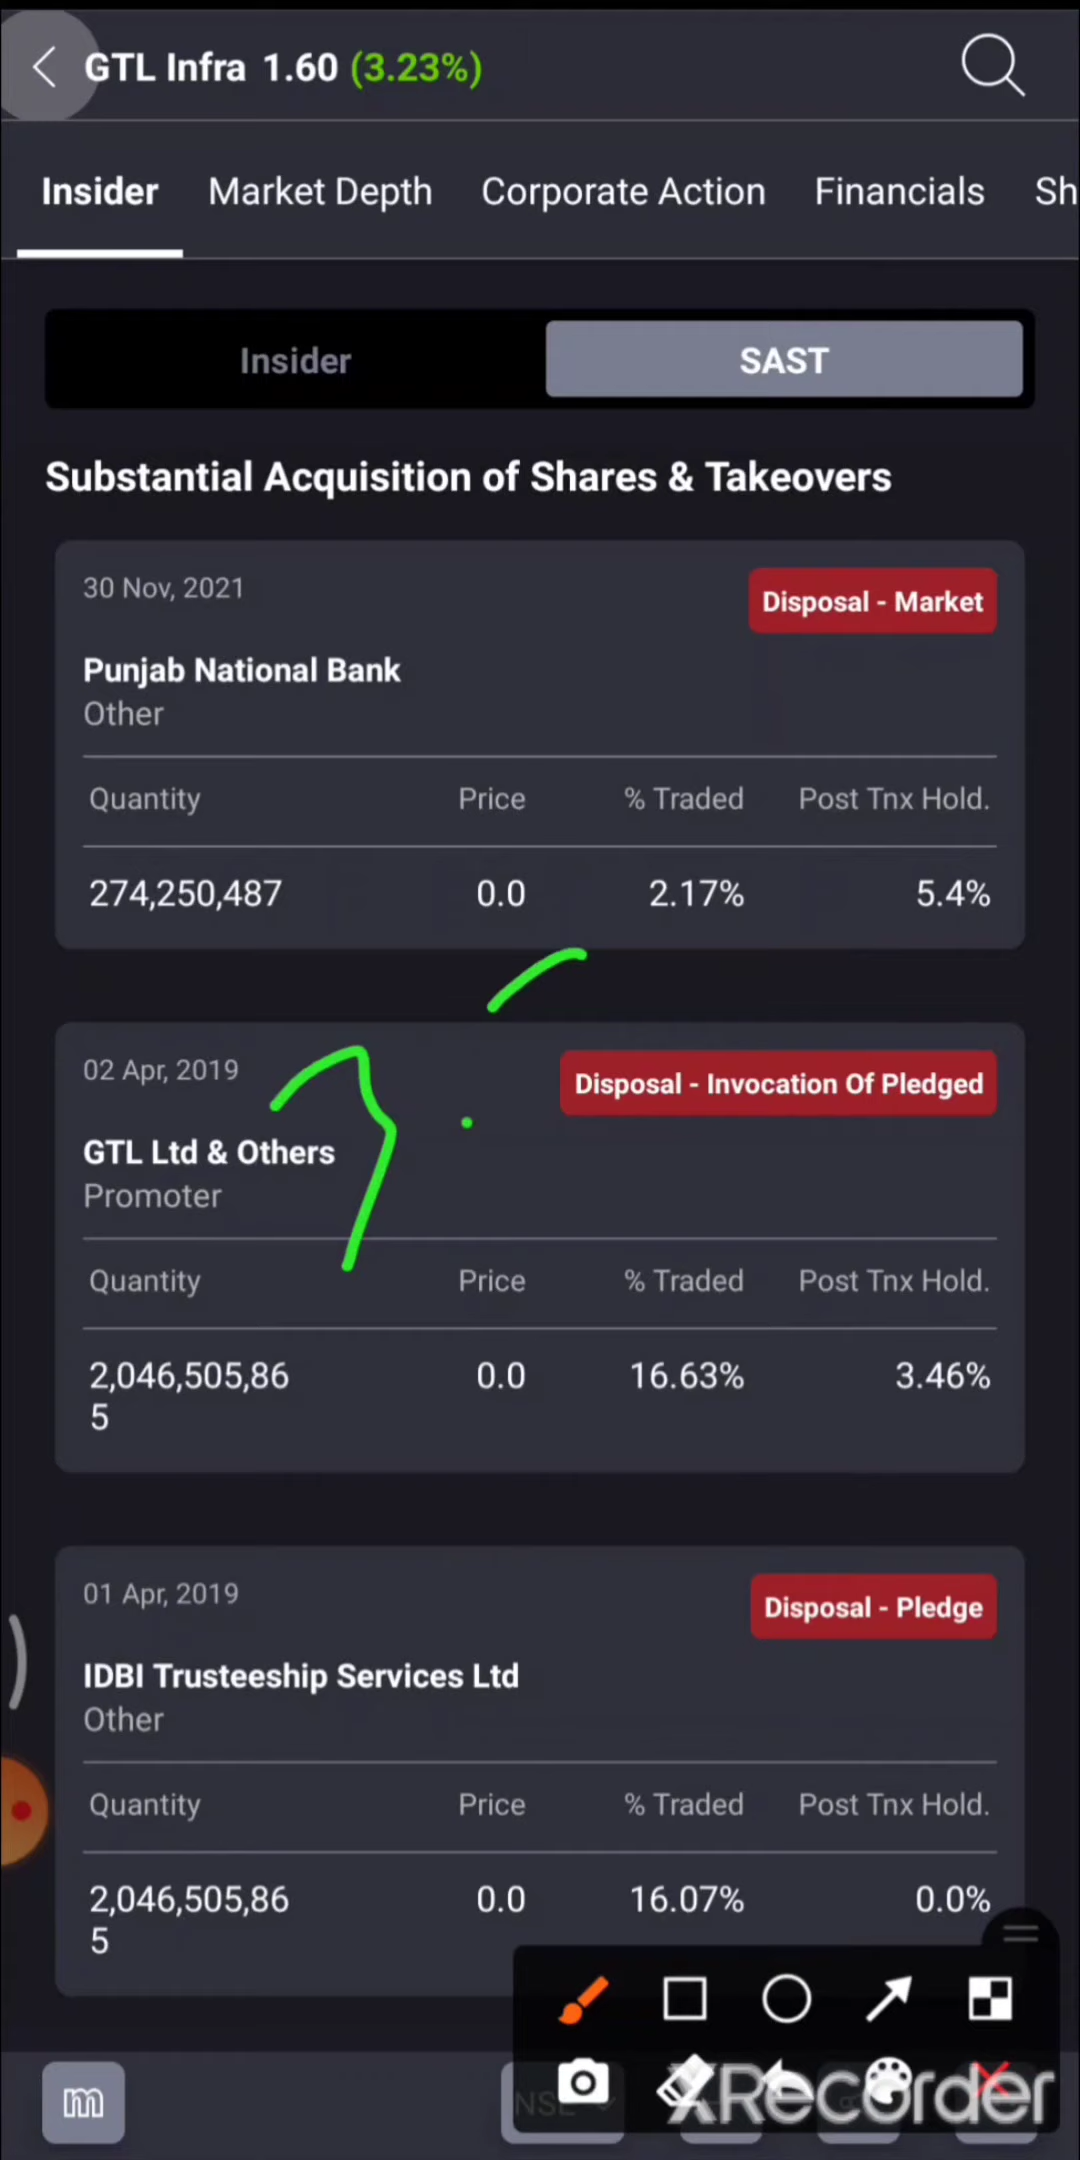 GTL Infra 1.60 (3.23%)
Insider Market Depth Corporate Action Financials Sh
Insider SAST
Substantial Acquisition of Shares & Takeovers
30 Nov, 2021 Disposal - Market
Punjab National Bank
Other
Quantity Price % Traded Post Tnx Hold.
274,250,487 0.0 2.17% 5.4%
02 Apr, 2019 Disposal - Invocation Of Pledged
GTL Ltd & Others
Promoter
Quantity Price % Traded Post Tnx Hold.
2,046,505,86 0.0 16.63% 3.46%
5
01 Apr, 2019 Disposal - Pledge
IDBI Trusteeship Services Ltd
Other
Quantity Price % Traded Post Tnx Hold.
2,046,505,86 0.0 16.07% 0.0%
5
m NSE XRecorder